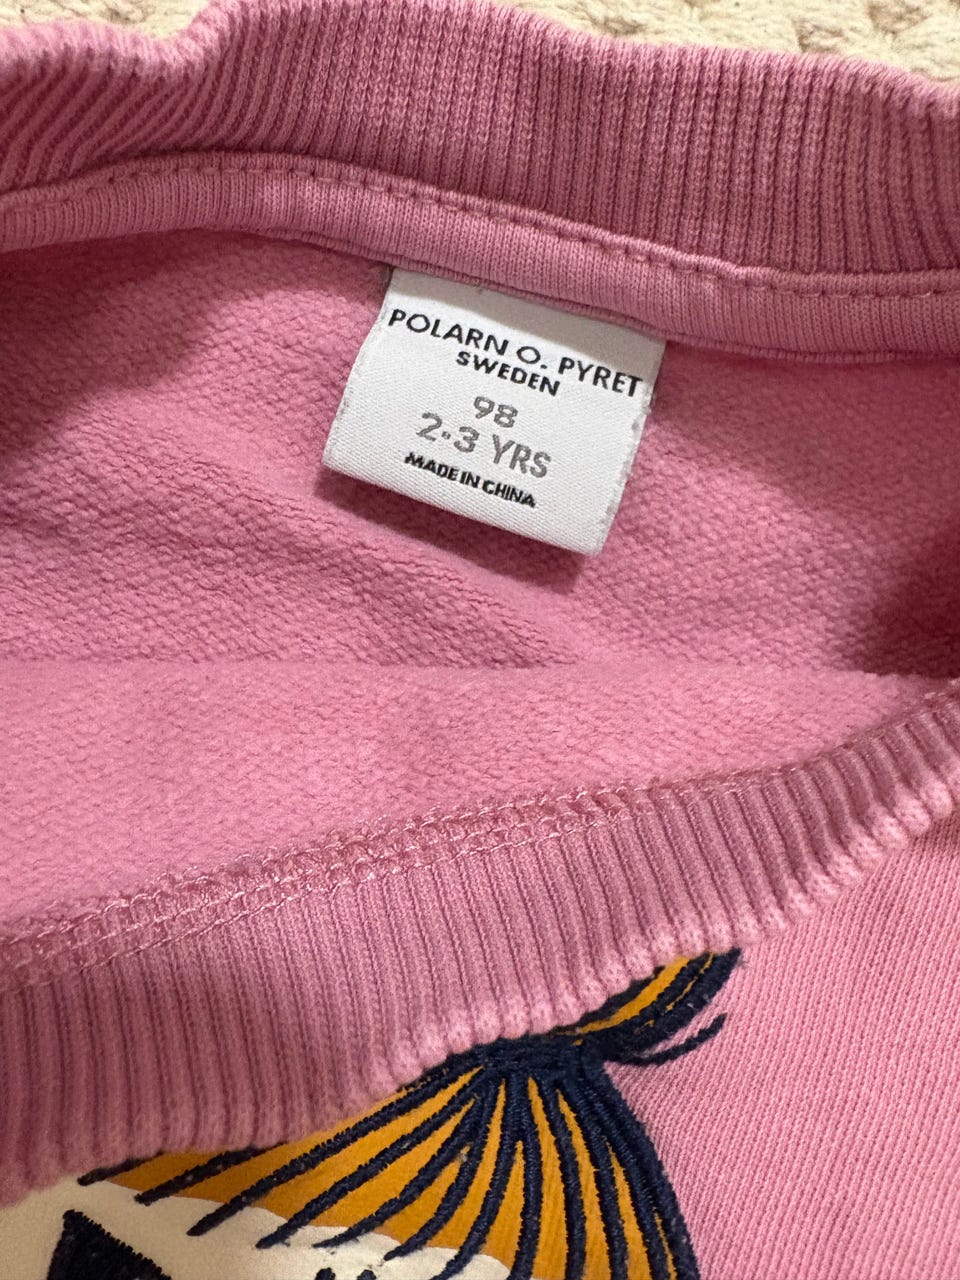 POLARN O. PYRET
SWEDEN
98
2-3 YRS
MADE IN CHINA